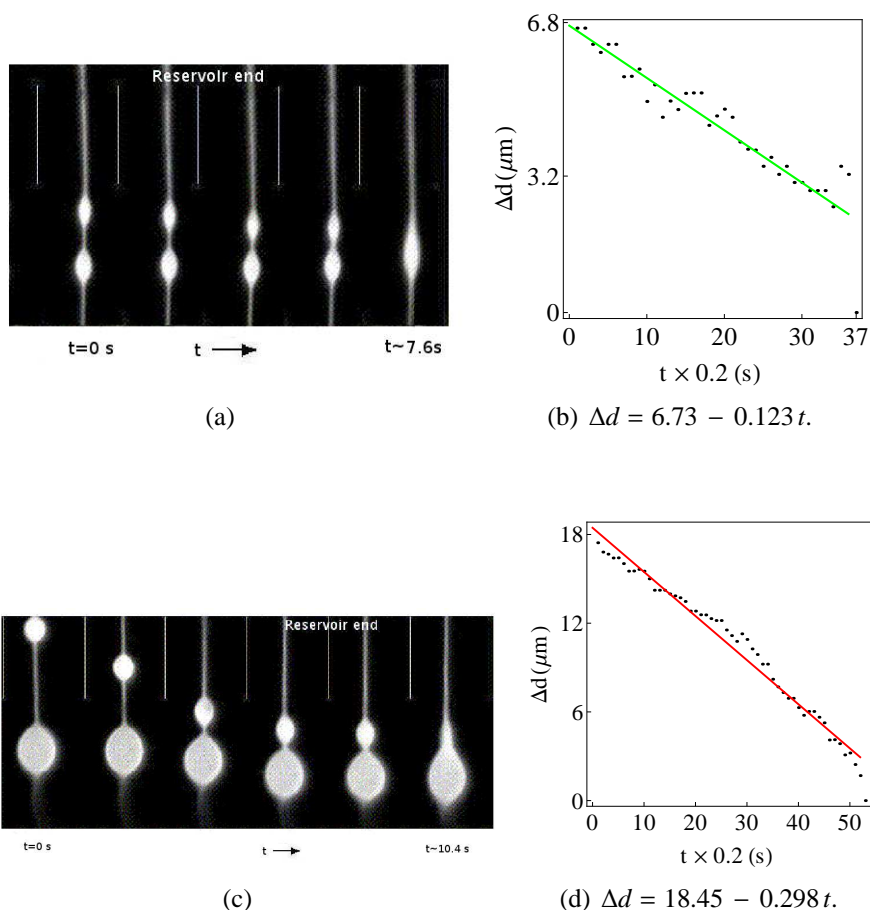 Reservoir end
t=0 s t t~7.6s
(a)
6.8
3.2
0
Δd (μm)
0 10 20 30 37
t × 0.2 (s)
(b) Δd = 6.73 − 0.123 t.
Reservoir end
t=0 s t t~10.4 s
(c)
18
12
6
0
Δd (μm)
0 10 20 30 40 50
t × 0.2 (s)
(d) Δd = 18.45 − 0.298 t.